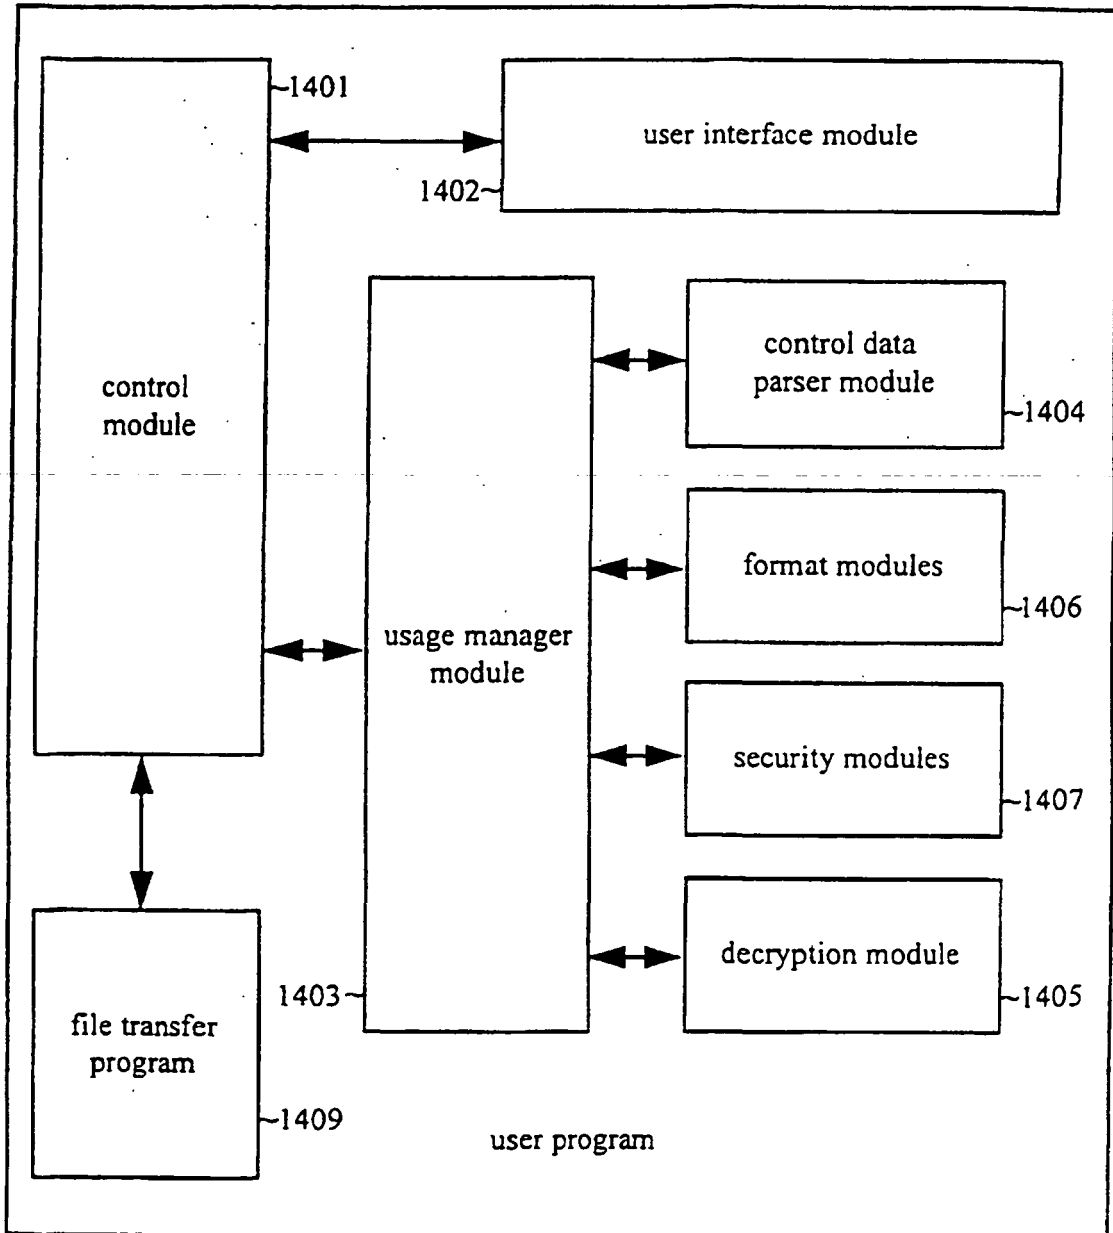 1401
user interface module
1402
control data
parser module
1404
control
module
format modules
1406
usage manager
module
security modules
1407
decryption module
1405
1403
file transfer
program
1409
user program